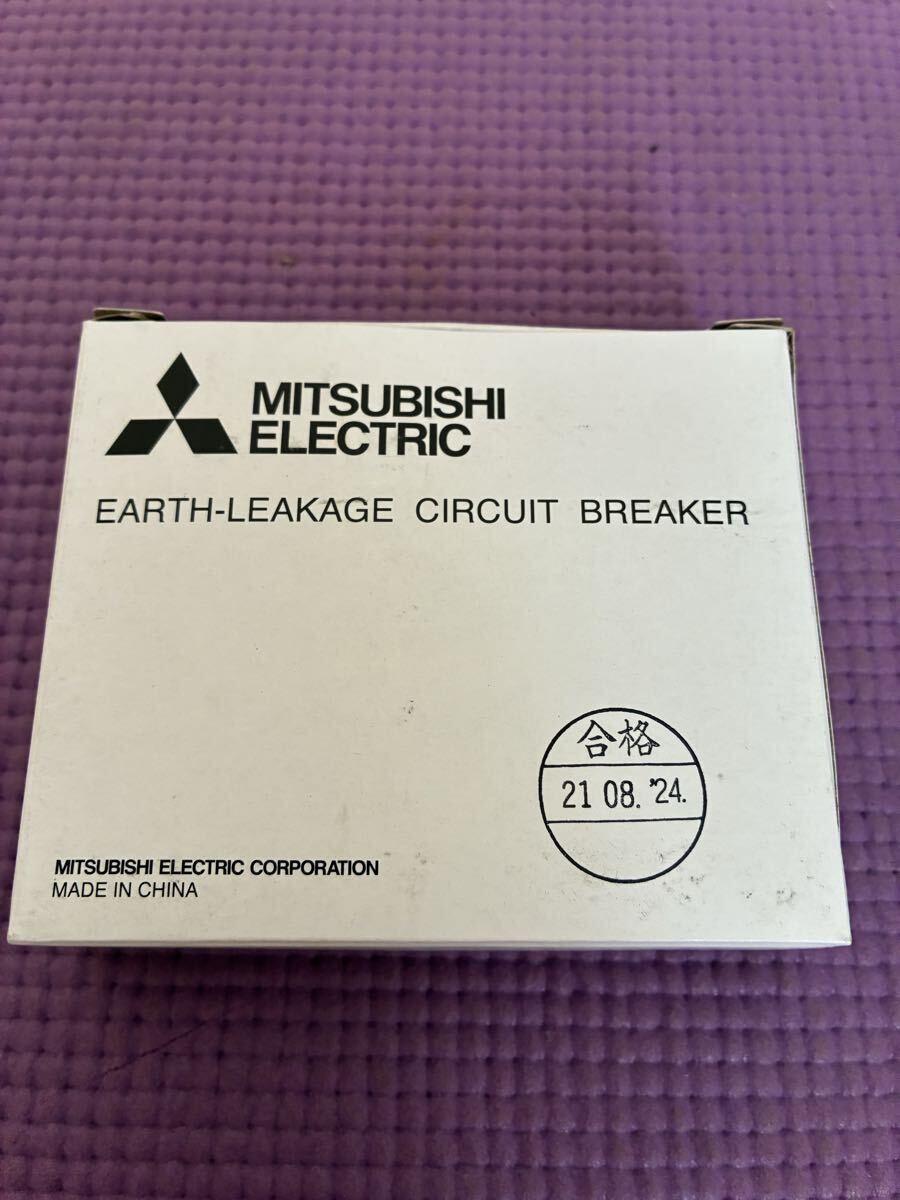 MITSUBISHI
ELECTRIC
EARTH-LEAKAGE CIRCUIT BREAKER
合格
21 08. '24.
MITSUBISHI ELECTRIC CORPORATION
MADE IN CHINA